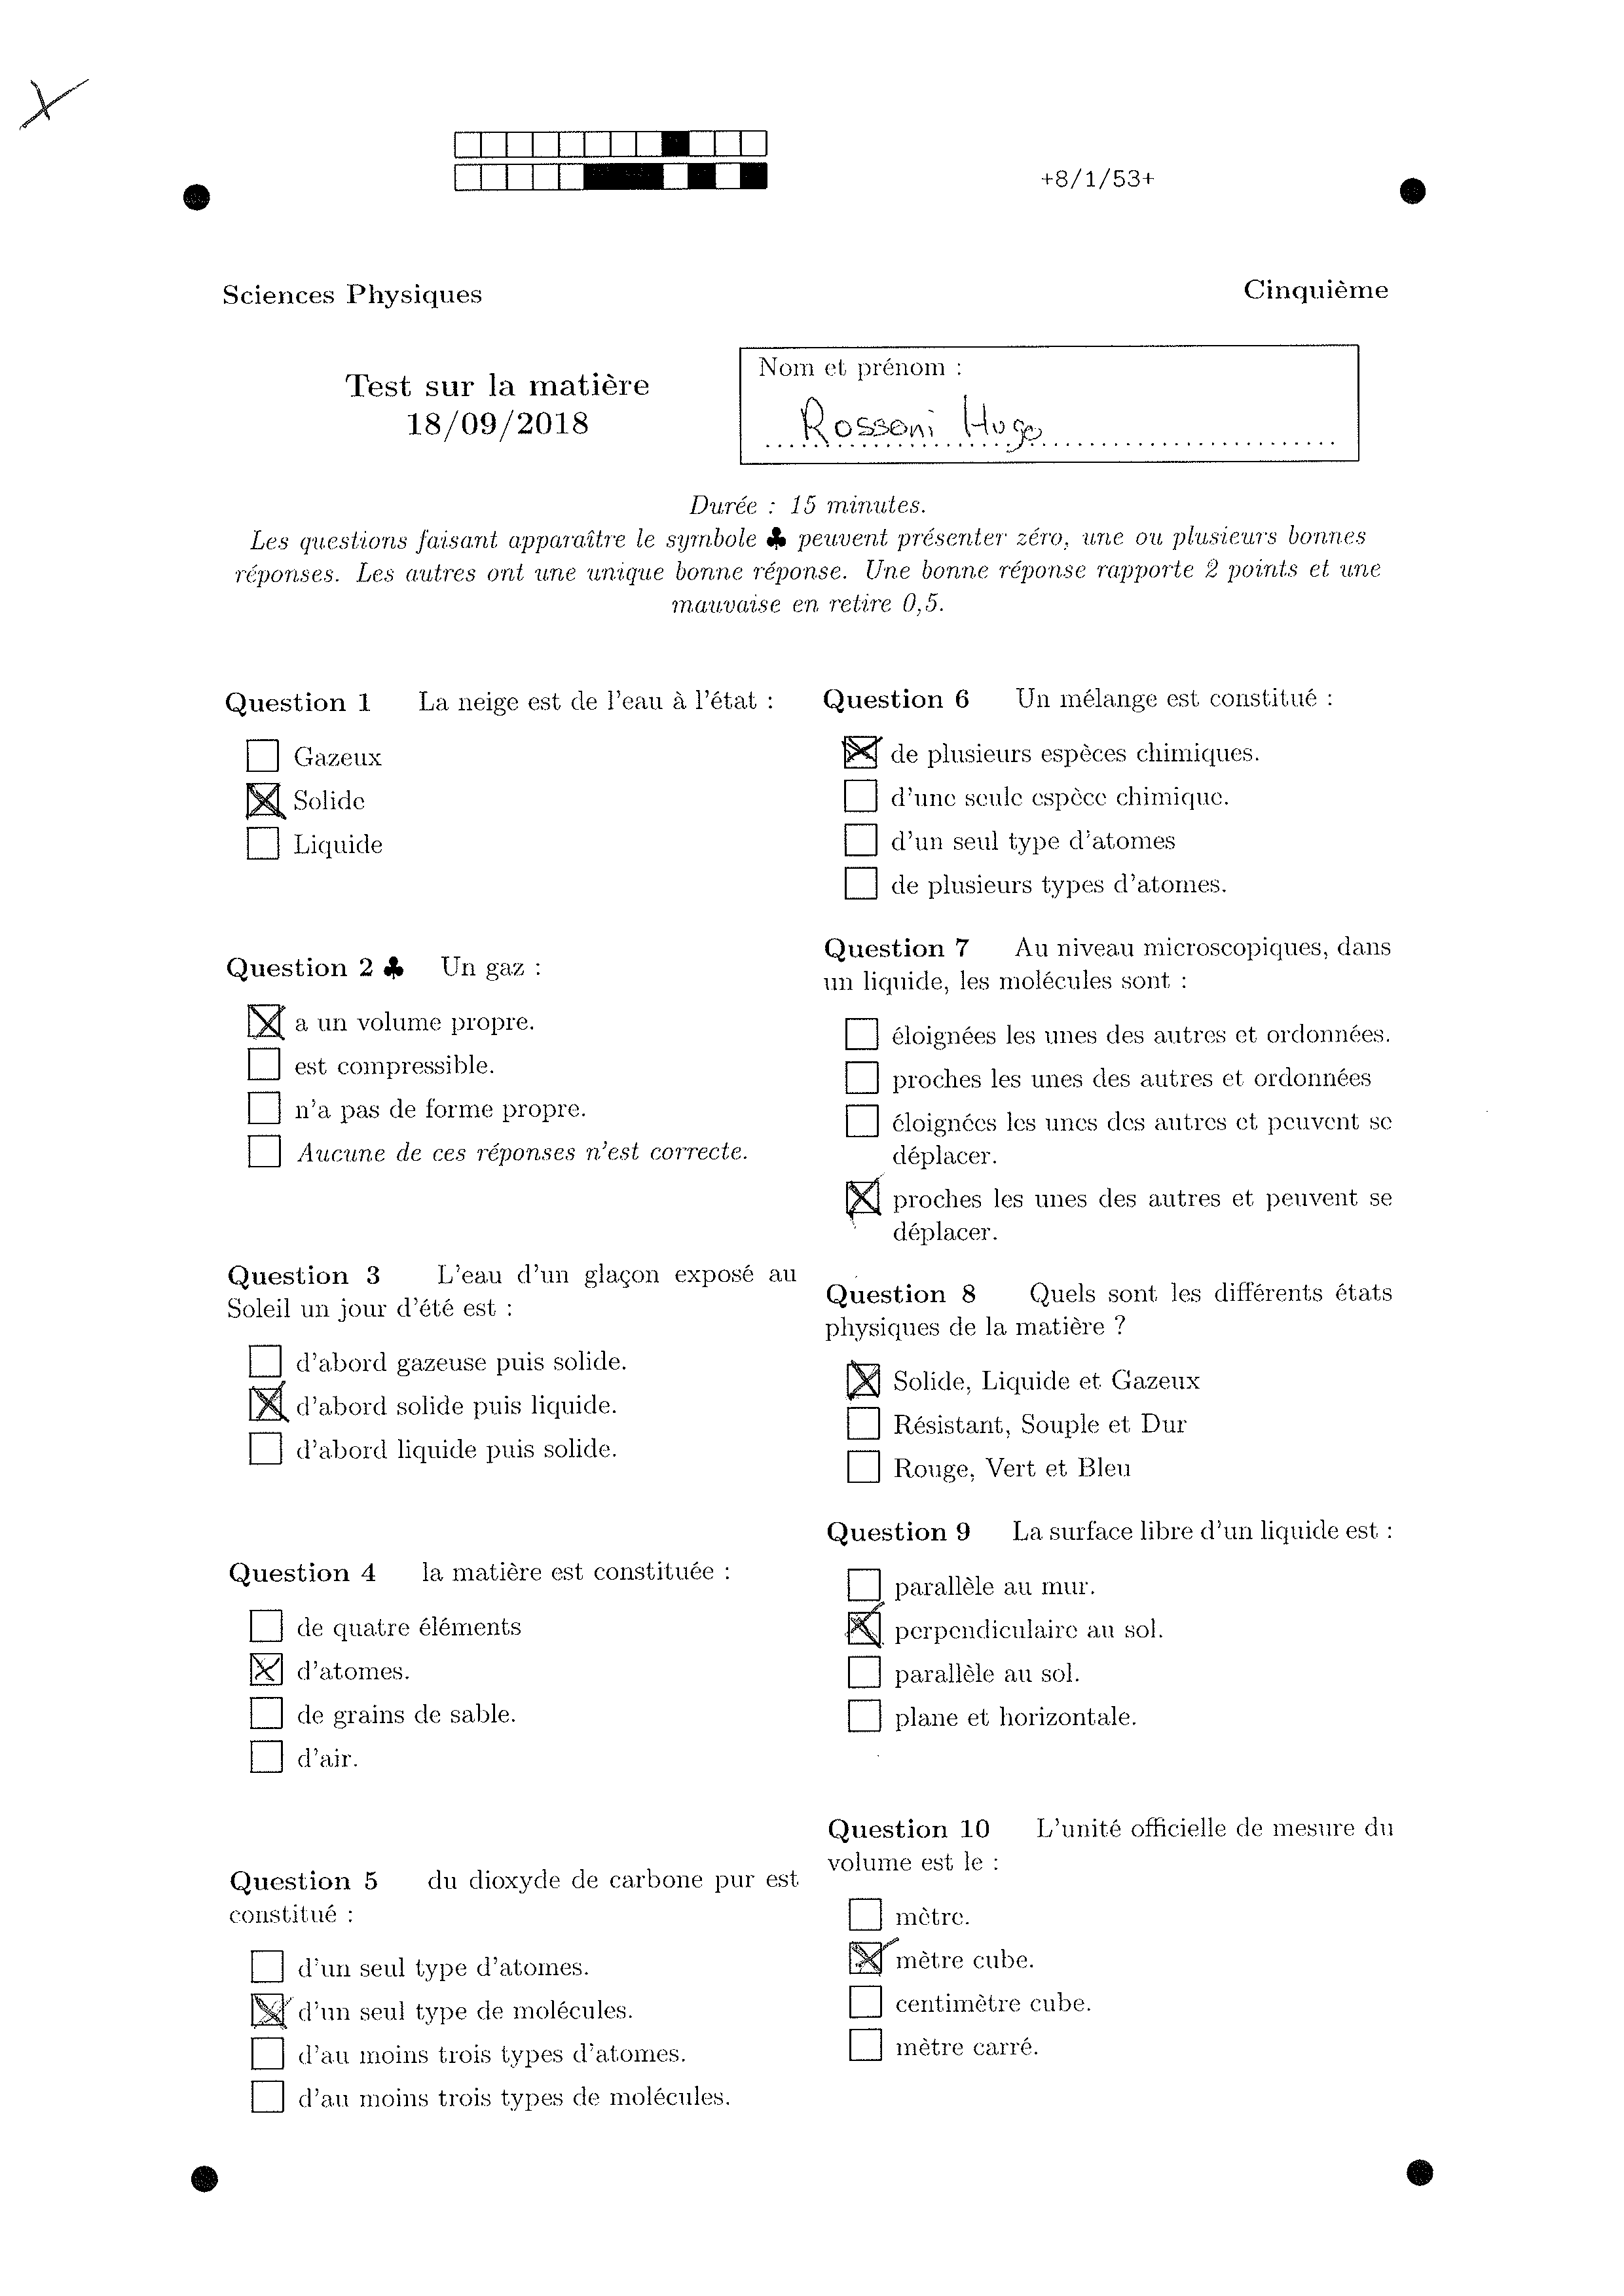 +8/1/53+
Sciences Physiques
Cinquième
Test sur la matière
18/09/2018
Nom et prénom :
Rossoni Hugo
Durée : 15 minutes.
Les questions faisant apparaître le symbole ♣ peuvent présenter zéro, une ou plusieurs bonnes
réponses. Les autres ont une unique bonne réponse. Une bonne réponse rapporte 2 points et une
mauvaise en retire 0,5.
Question 1 La neige est de l'eau à l'état :
Gazeux
Solide
Liquide
Question 2 ♣ Un gaz :
a un volume propre.
est compressible.
n'a pas de forme propre.
Aucune de ces réponses n'est correcte.
Question 3 L'eau d'un glaçon exposé au
Soleil un jour d'été est :
d'abord gazeuse puis solide.
d'abord solide puis liquide.
d'abord liquide puis solide.
Question 4 la matière est constituée :
de quatre éléments
d'atomes.
de grains de sable.
d'air.
Question 5 du dioxyde de carbone pur est
constitué :
d'un seul type d'atomes.
d'un seul type de molécules.
d'au moins trois types d'atomes.
d'au moins trois types de molécules.
Question 6 Un mélange est constitué :
de plusieurs espèces chimiques.
d'une seule espèce chimique.
d'un seul type d'atomes
de plusieurs types d'atomes.
Question 7 Au niveau microscopiques, dans
un liquide, les molécules sont :
éloignées les unes des autres et ordonnées.
proches les unes des autres et ordonnées
éloignées les unes des autres et peuvent se
déplacer.
proches les unes des autres et peuvent se
déplacer.
Question 8 Quels sont les différents états
physiques de la matière ?
Solide, Liquide et Gazeux
Résistant, Souple et Dur
Rouge, Vert et Bleu
Question 9 La surface libre d'un liquide est :
parallèle au mur.
perpendiculaire au sol.
parallèle au sol.
plane et horizontale.
Question 10 L'unité officielle de mesure du
volume est le :
mètre.
mètre cube.
centimètre cube.
mètre carré.